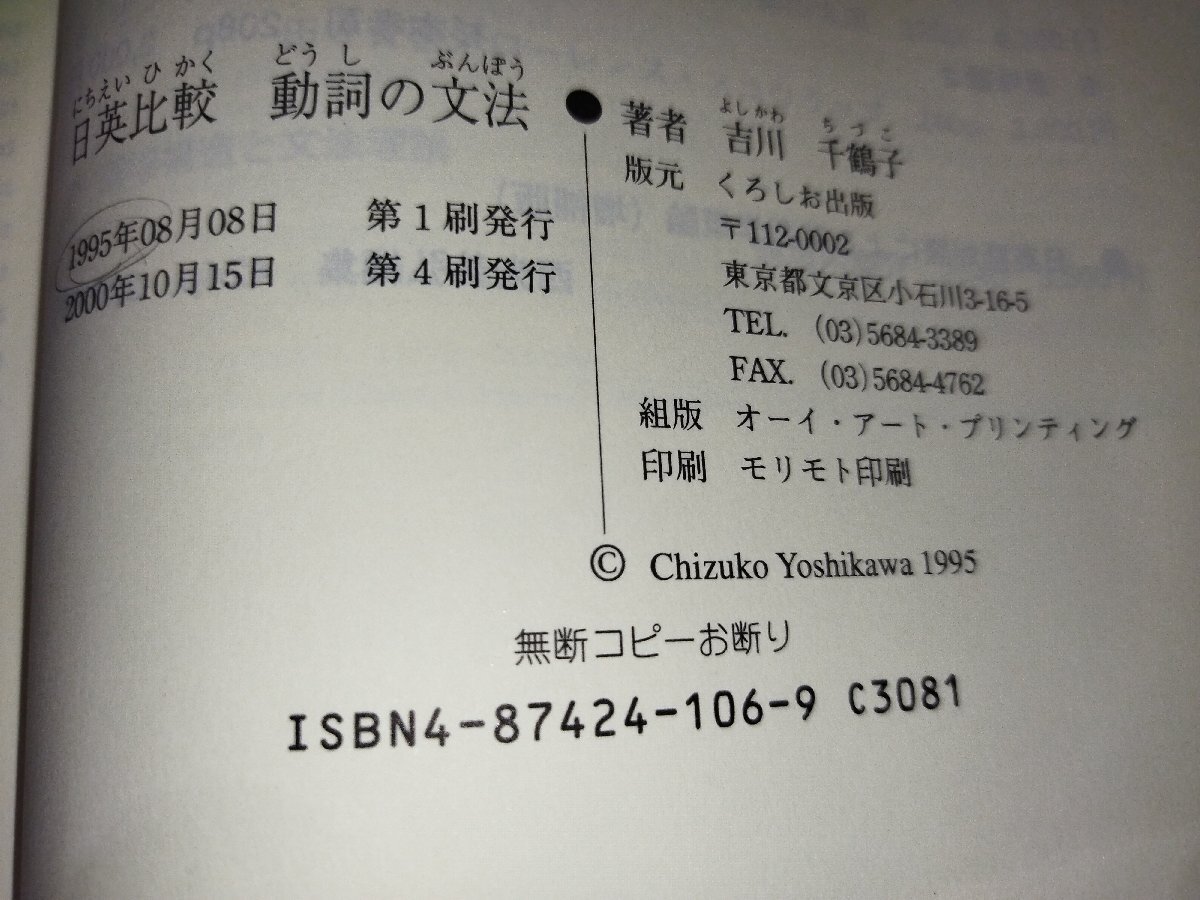 にちえい ひ かく どう し ぶんぽう
日英比較 動詞の文法
1995年08月08日 第1刷発行
2000年10月15日 第4刷発行
よしかわ ち づ こ
著者 吉川 千鶴子
版元 くろしお出版
〒112-0002
東京都文京区小石川3-16-5
TEL. (03)5684-3389
FAX. (03)5684-4762
組版 オーイ・アート・プリンティング
印刷 モリモト印刷
© Chizuko Yoshikawa 1995
無断コピーお断り
ISBN4-87424-106-9 C3081